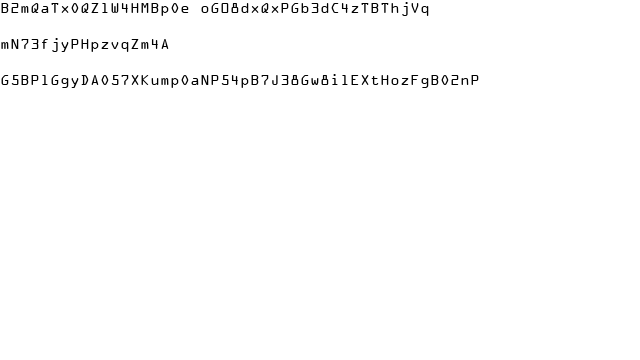 B2mQaTx0QZ1W4HMBp0e oGO8dxQxPGb3dC4zTBThjVq
mN73fjyPHpzvqZm4A
G5BP1GgyDA057XKump0aNP54pB7J38Gw8i1EXtHozFgB02nP